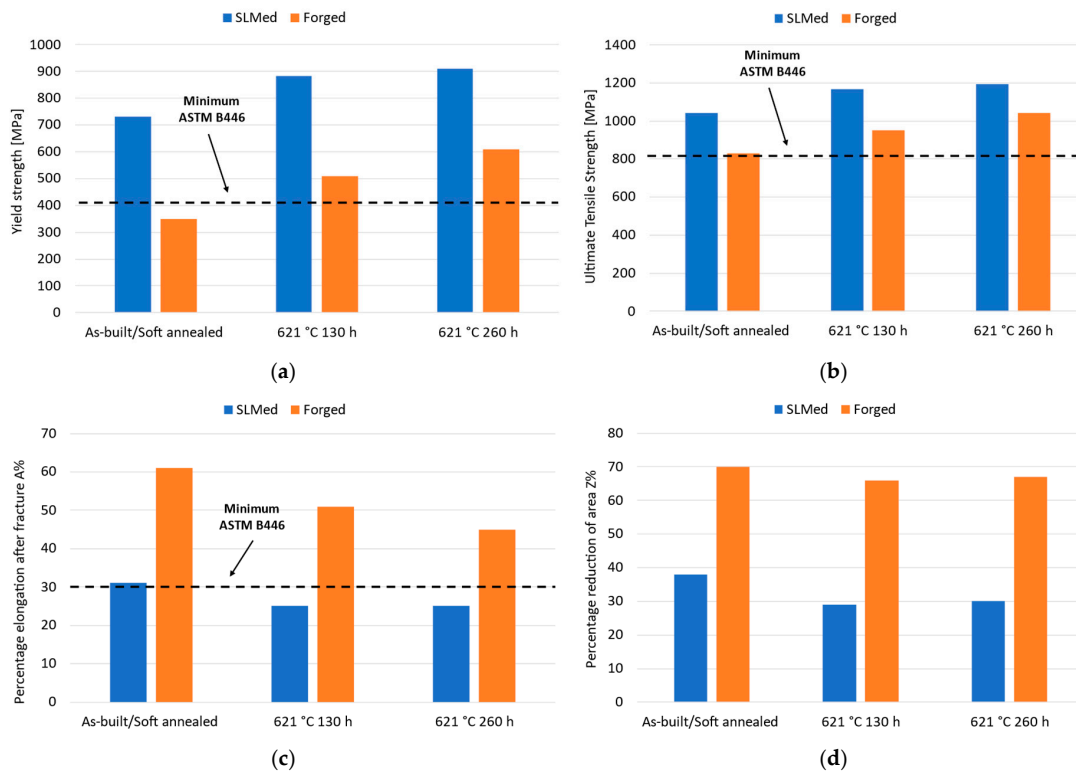 SLMed Forged
Yield strength [MPa]
1000
900
800
700
600
500
400
300
200
100
0
Minimum
ASTM B446
As-built/Soft annealed 621 °C 130 h 621 °C 260 h
(a)
SLMed Forged
Ultimate Tensile Strength [MPa]
1400
1200
1000
800
600
400
200
0
Minimum
ASTM B446
As-built/Soft annealed 621 °C 130 h 621 °C 260 h
(b)
SLMed Forged
Percentage elongation after fracture A%
70
60
50
40
30
20
10
0
Minimum
ASTM B446
As-built/Soft annealed 621 °C 130 h 621 °C 260 h
(c)
SLMed Forged
Percentage reduction of area Z%
80
70
60
50
40
30
20
10
0
As-built/Soft annealed 621 °C 130 h 621 °C 260 h
(d)